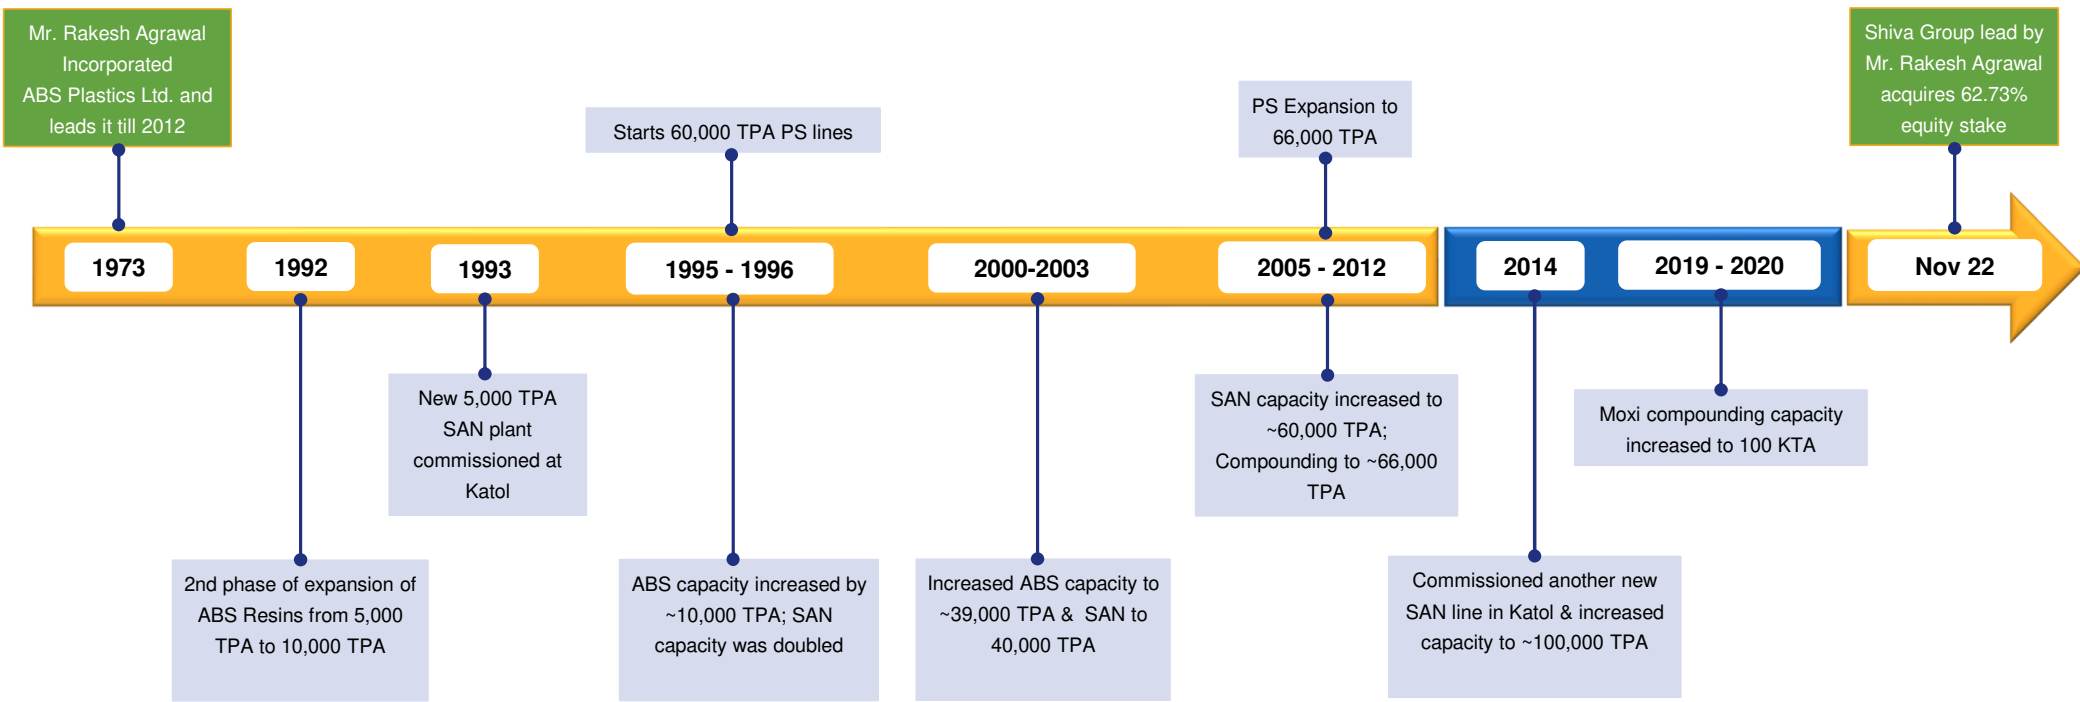 Mr. Rakesh Agrawal
Incorporated
ABS Plastics Ltd. and
leads it till 2012
Starts 60,000 TPA PS lines
PS Expansion to
66,000 TPA
Shiva Group lead by
Mr. Rakesh Agrawal
acquires 62.73%
equity stake
1973
1992
1993
1995 - 1996
2000-2003
2005 - 2012
2014
2019 - 2020
Nov 22
New 5,000 TPA
SAN plant
commissioned at
Katol
SAN capacity increased to
~60,000 TPA;
Compounding to ~66,000
TPA
Moxi compounding capacity
increased to 100 KTA
2nd phase of expansion of
ABS Resins from 5,000
TPA to 10,000 TPA
ABS capacity increased by
~10,000 TPA; SAN
capacity was doubled
Increased ABS capacity to
~39,000 TPA & SAN to
40,000 TPA
Commissioned another new
SAN line in Katol & increased
capacity to ~100,000 TPA